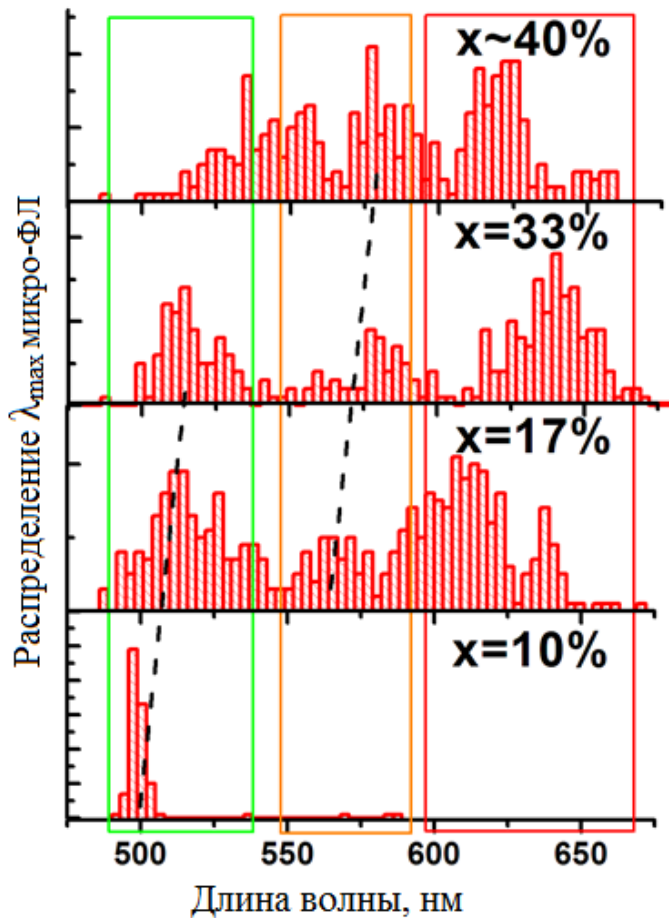 x~40%
x=33%
x=17%
x=10%
Распределение λmax микро-ФЛ
500 550 600 650
Длина волны, нм